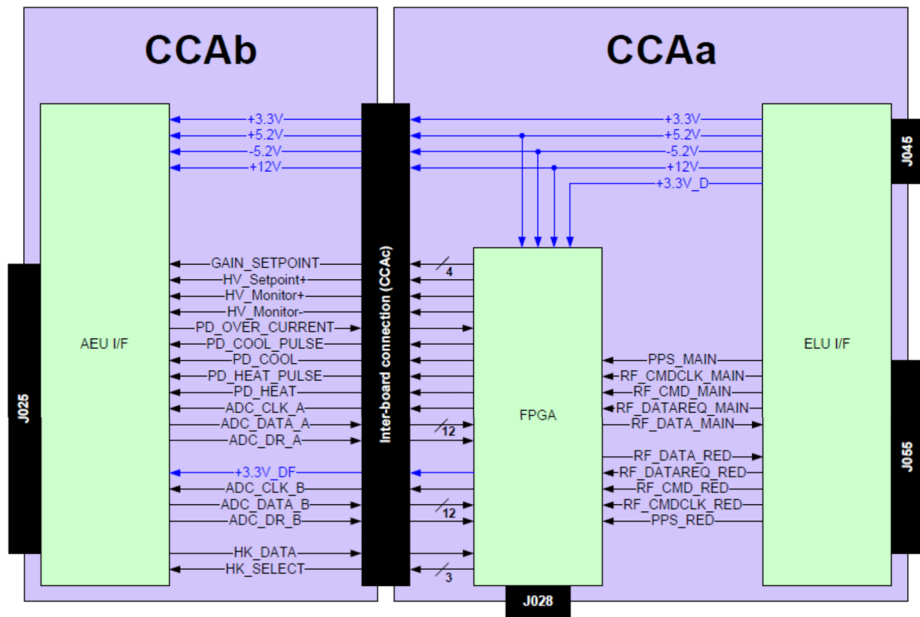 CCAb
CCAa
+3.3V
+5.2V
-5.2V
+12V
+3.3V
+5.2V
-5.2V
+12V
+3.3V_D
J045
GAIN_SETPOINT
HV_Setpoint+
HV_Monitor+
HV_Monitor-
PD_OVER_CURRENT
PD_COOL_PULSE
PD_COOL
PD_HEAT_PULSE
PD_HEAT
ADC_CLK_A
ADC_DATA_A
ADC_DR_A
+3.3V_DF
ADC_CLK_B
ADC_DATA_B
ADC_DR_B
HK_DATA
HK_SELECT
AEU I/F
J025
Inter-board connection (CCAc)
4
12
12
3
FPGA
J028
PPS_MAIN
RF_CMDCLK_MAIN
RF_CMD_MAIN
RF_DATAREQ_MAIN
RF_DATA_MAIN
RF_DATA_RED
RF_DATAREQ_RED
RF_CMD_RED
RF_CMDCLK_RED
PPS_RED
ELU I/F
J055